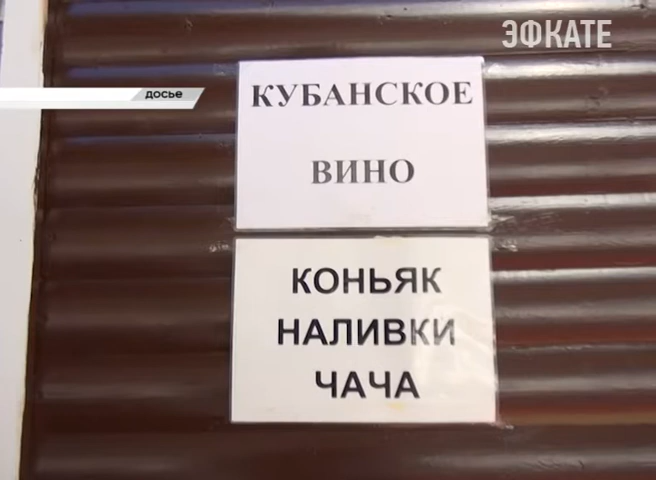 ЭФКАТЕ
досье
КУБАНСКОЕ
ВИНО
КОНЬЯК
НАЛИВКИ
ЧАЧА